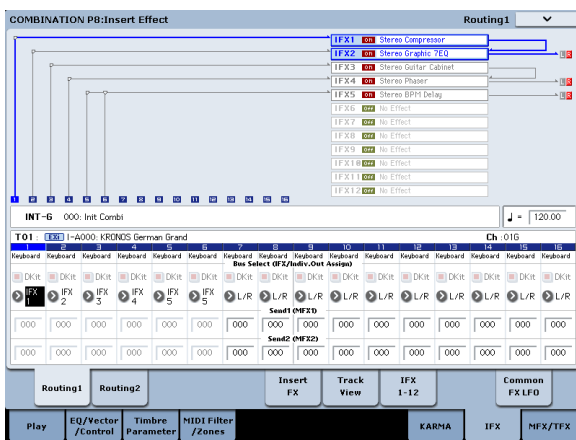 COMBINATION P8:Insert Effect Routing1
IFX1 on Stereo Compressor
IFX2 on Stereo Graphic 7EQ
IFX3 on Stereo Guitar Cabinet
IFX4 on Stereo Phaser
IFX5 on Stereo BPM Delay
IFX6 Off No Effect
IFX7 Off No Effect
IFX8 Off No Effect
IFX9 Off No Effect
IFX10 Off No Effect
IFX11 Off No Effect
IFX12 Off No Effect
L R
L R
L R
1 2 3 4 5 6 7 8 9 10 11 12 13 14 15 16
INT-G 000: Init Combi ♩ = 120.00
T01 : EXi I-A000: KRONOS German Grand Ch :01G
1 2 3 4 5 6 7 8 9 10 11 12 13 14 15 16
Keyboard Keyboard Keyboard Keyboard Keyboard Keyboard Keyboard Keyboard Keyboard Keyboard Keyboard Keyboard Keyboard Keyboard Keyboard Keyboard
Bus Select (IFX/Indiv.Out Assign)
DKit DKit DKit DKit DKit DKit DKit DKit DKit DKit DKit DKit DKit DKit DKit DKit
IFX 1 IFX 2 IFX 3 IFX 4 IFX 5 IFX 5 L/R L/R L/R L/R L/R L/R L/R L/R L/R L/R
Send1 (MFX1)
000 000 000 000 000 000 000 000 000 000 000 000 000 000 000 000
Send2 (MFX2)
000 000 000 000 000 000 000 000 000 000 000 000 000 000 000 000
Routing1 Routing2 Insert FX Track View IFX 1-12 Common FX LFO
Play EQ/Vector /Control Timbre Parameter MIDI Filter /Zones KARMA IFX MFX/TFX